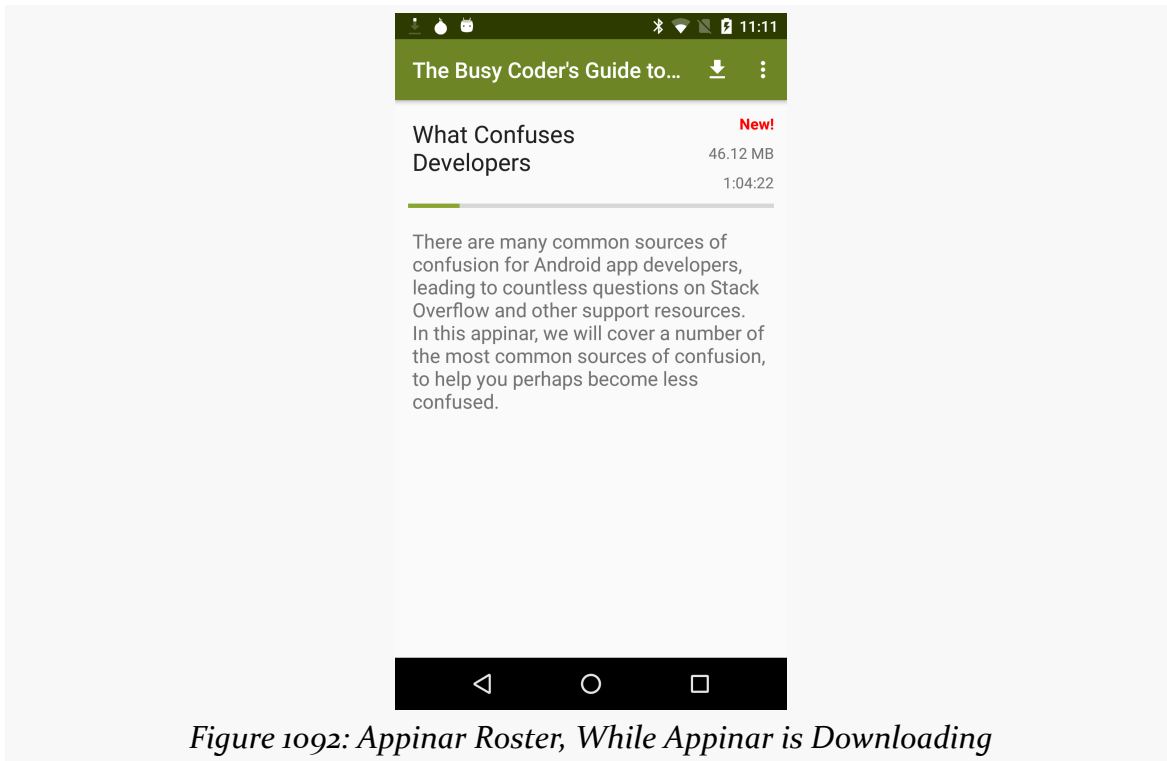 11:11
The Busy Coder's Guide to…
What Confuses
Developers
New!
46.12 MB
1:04:22
There are many common sources of
confusion for Android app developers,
leading to countless questions on Stack
Overflow and other support resources.
In this appinar, we will cover a number of
the most common sources of confusion,
to help you perhaps become less
confused.
Figure 1092: Appinar Roster, While Appinar is Downloading